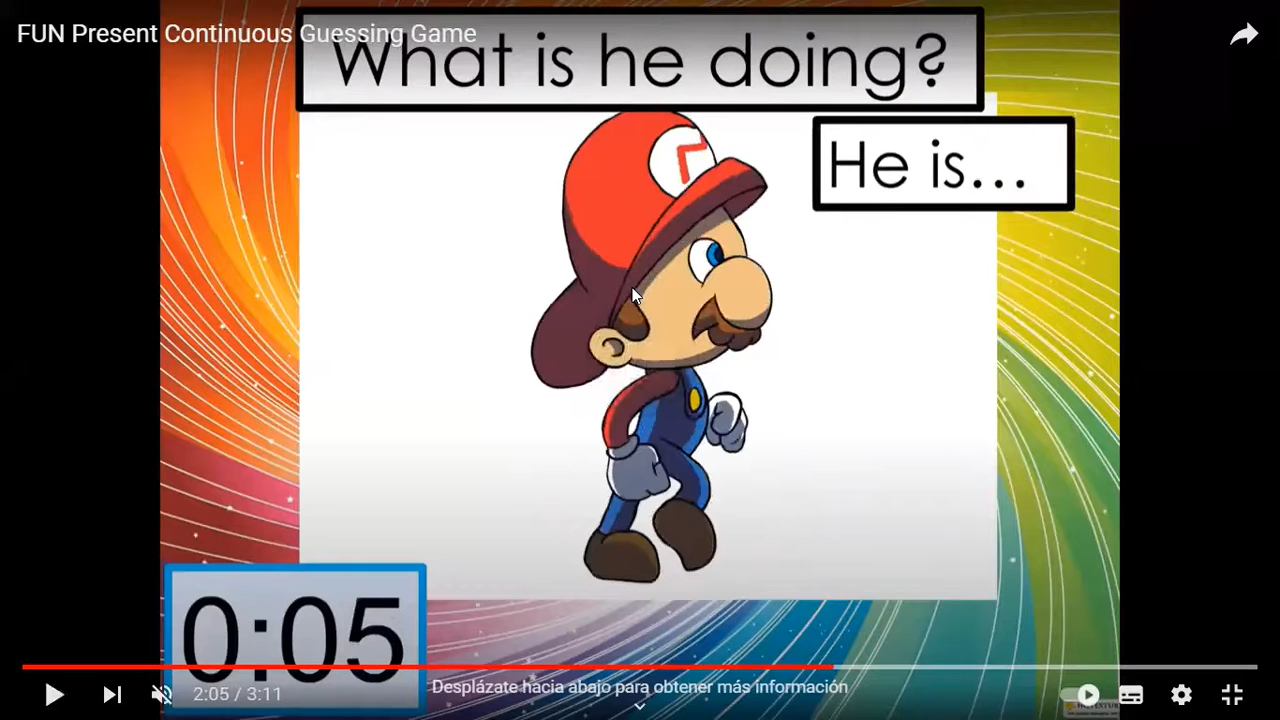 FUN Present Continuous Guessing Game
What is he doing?
He is...
0:05
2:05 / 3:11
Desplázate hacia abajo para obtener más información